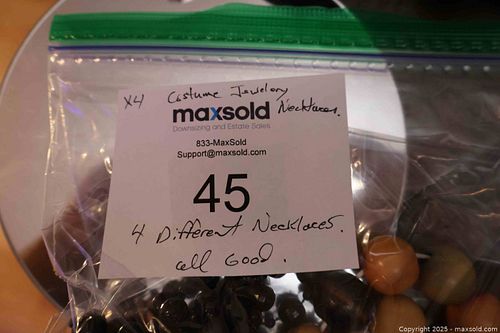 x4 Costume Jewelory Necklaces.
maxsold
Downsizing and Estate Sales
833-MaxSold
Support@maxsold.com
45
4 Different Necklaces.
all Good.
Copyright 2025 - maxsold.com